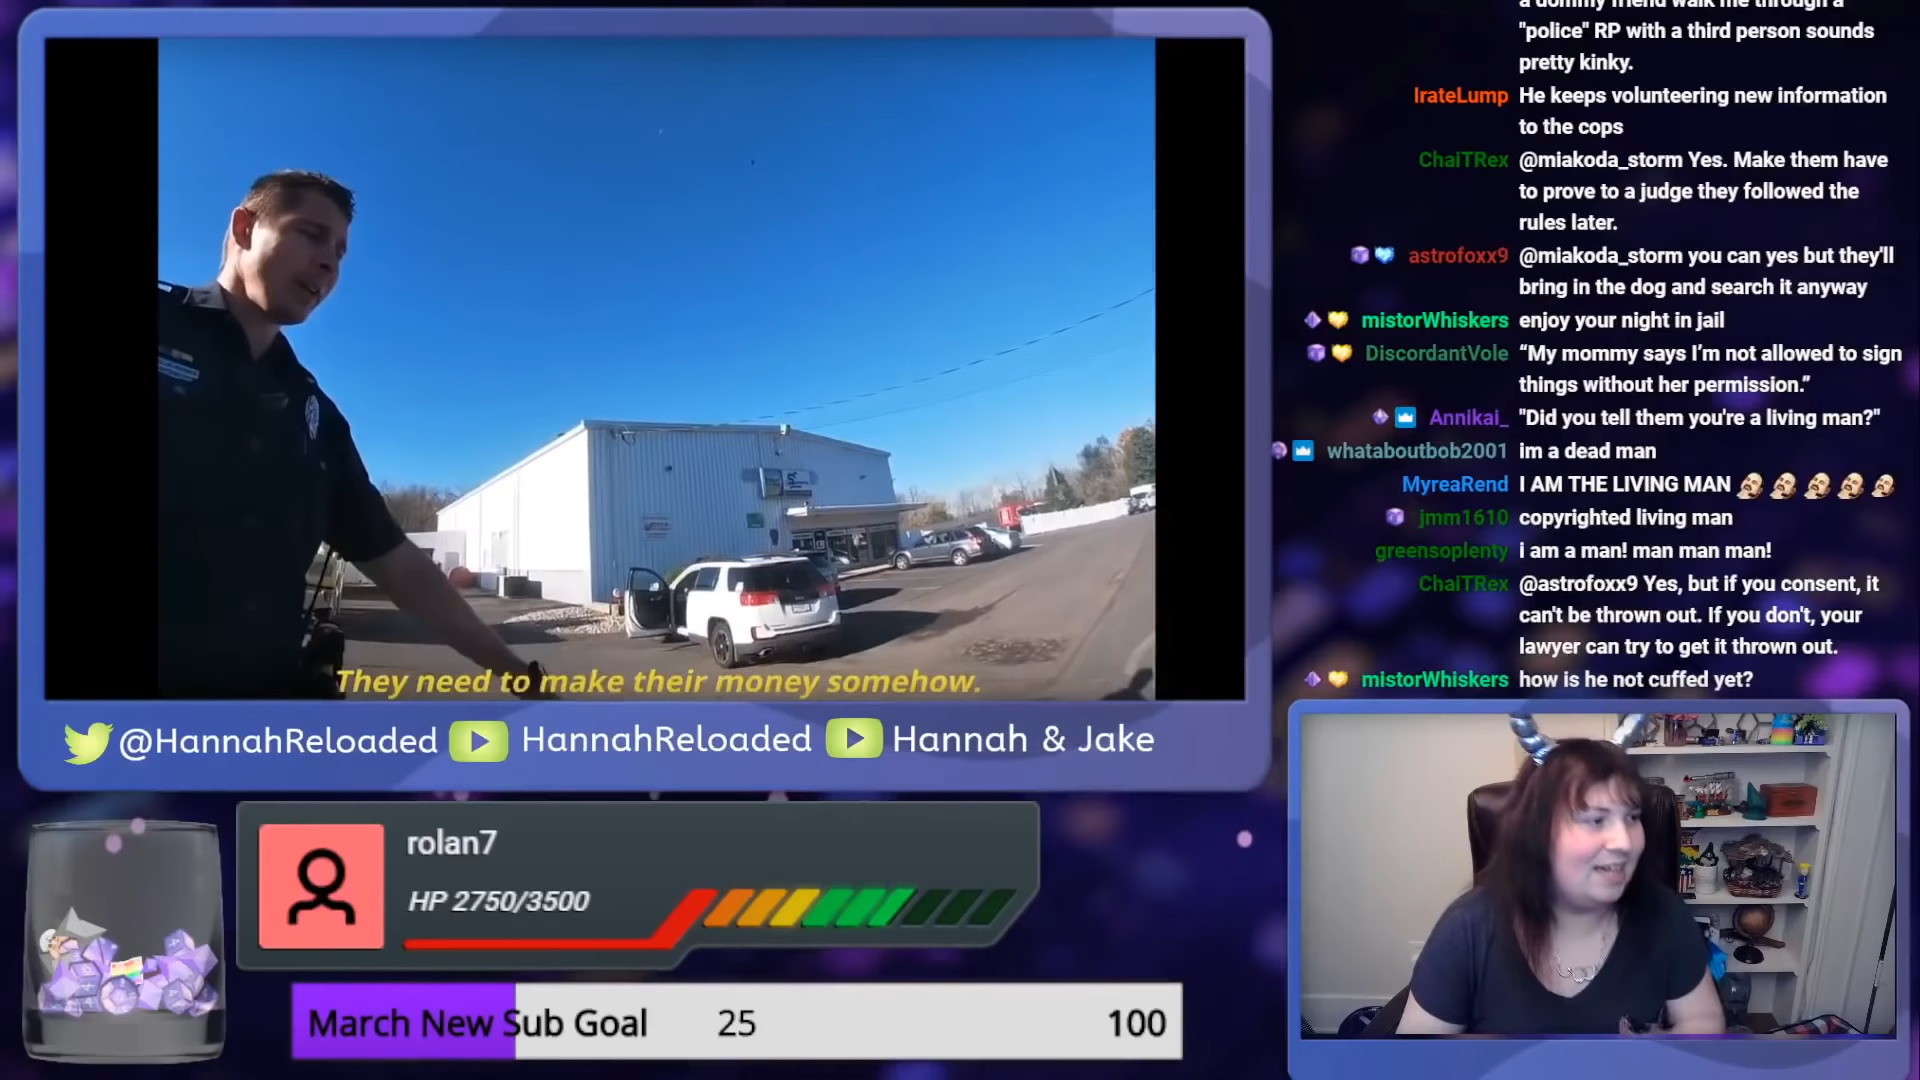 They need to make their money somehow.
@HannahReloaded HannahReloaded Hannah & Jake
rolan7
HP 2750/3500
March New Sub Goal 25 100
a dommy friend walk me through a
"police" RP with a third person sounds
pretty kinky.
IrateLump He keeps volunteering new information
to the cops
ChaiTRex @miakoda_storm Yes. Make them have
to prove to a judge they followed the
rules later.
astrofoxx9 @miakoda_storm you can yes but they'll
bring in the dog and search it anyway
mistorWhiskers enjoy your night in jail
DiscordantVole “My mommy says I’m not allowed to sign
things without her permission.”
Annikai_ "Did you tell them you're a living man?"
whataboutbob2001 im a dead man
MyreaRend I AM THE LIVING MAN
jmm1610 copyrighted living man
greensoplenty i am a man! man man man!
ChaiTRex @astrofoxx9 Yes, but if you consent, it
can't be thrown out. If you don't, your
lawyer can try to get it thrown out.
mistorWhiskers how is he not cuffed yet?